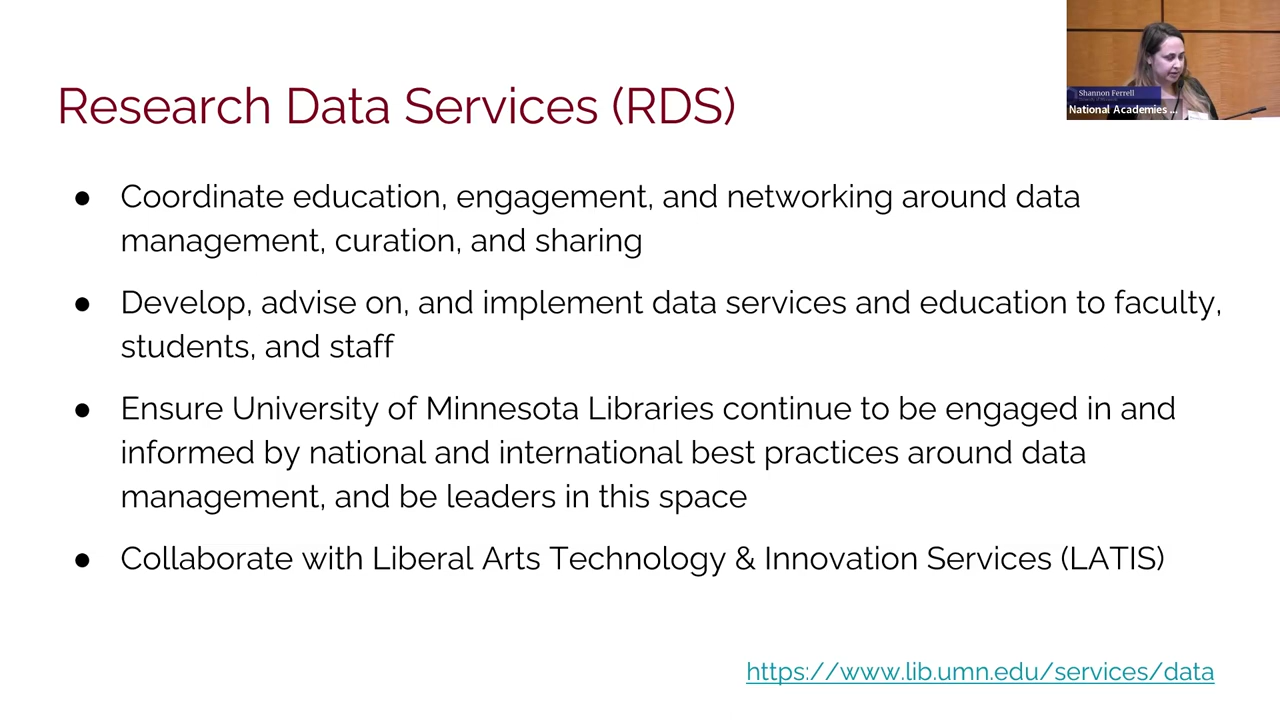 Shannon Ferrell
National Academies ...
Research Data Services (RDS)
● Coordinate education, engagement, and networking around data
management, curation, and sharing
● Develop, advise on, and implement data services and education to faculty,
students, and staff
● Ensure University of Minnesota Libraries continue to be engaged in and
informed by national and international best practices around data
management, and be leaders in this space
● Collaborate with Liberal Arts Technology & Innovation Services (LATIS)
https://www.lib.umn.edu/services/data